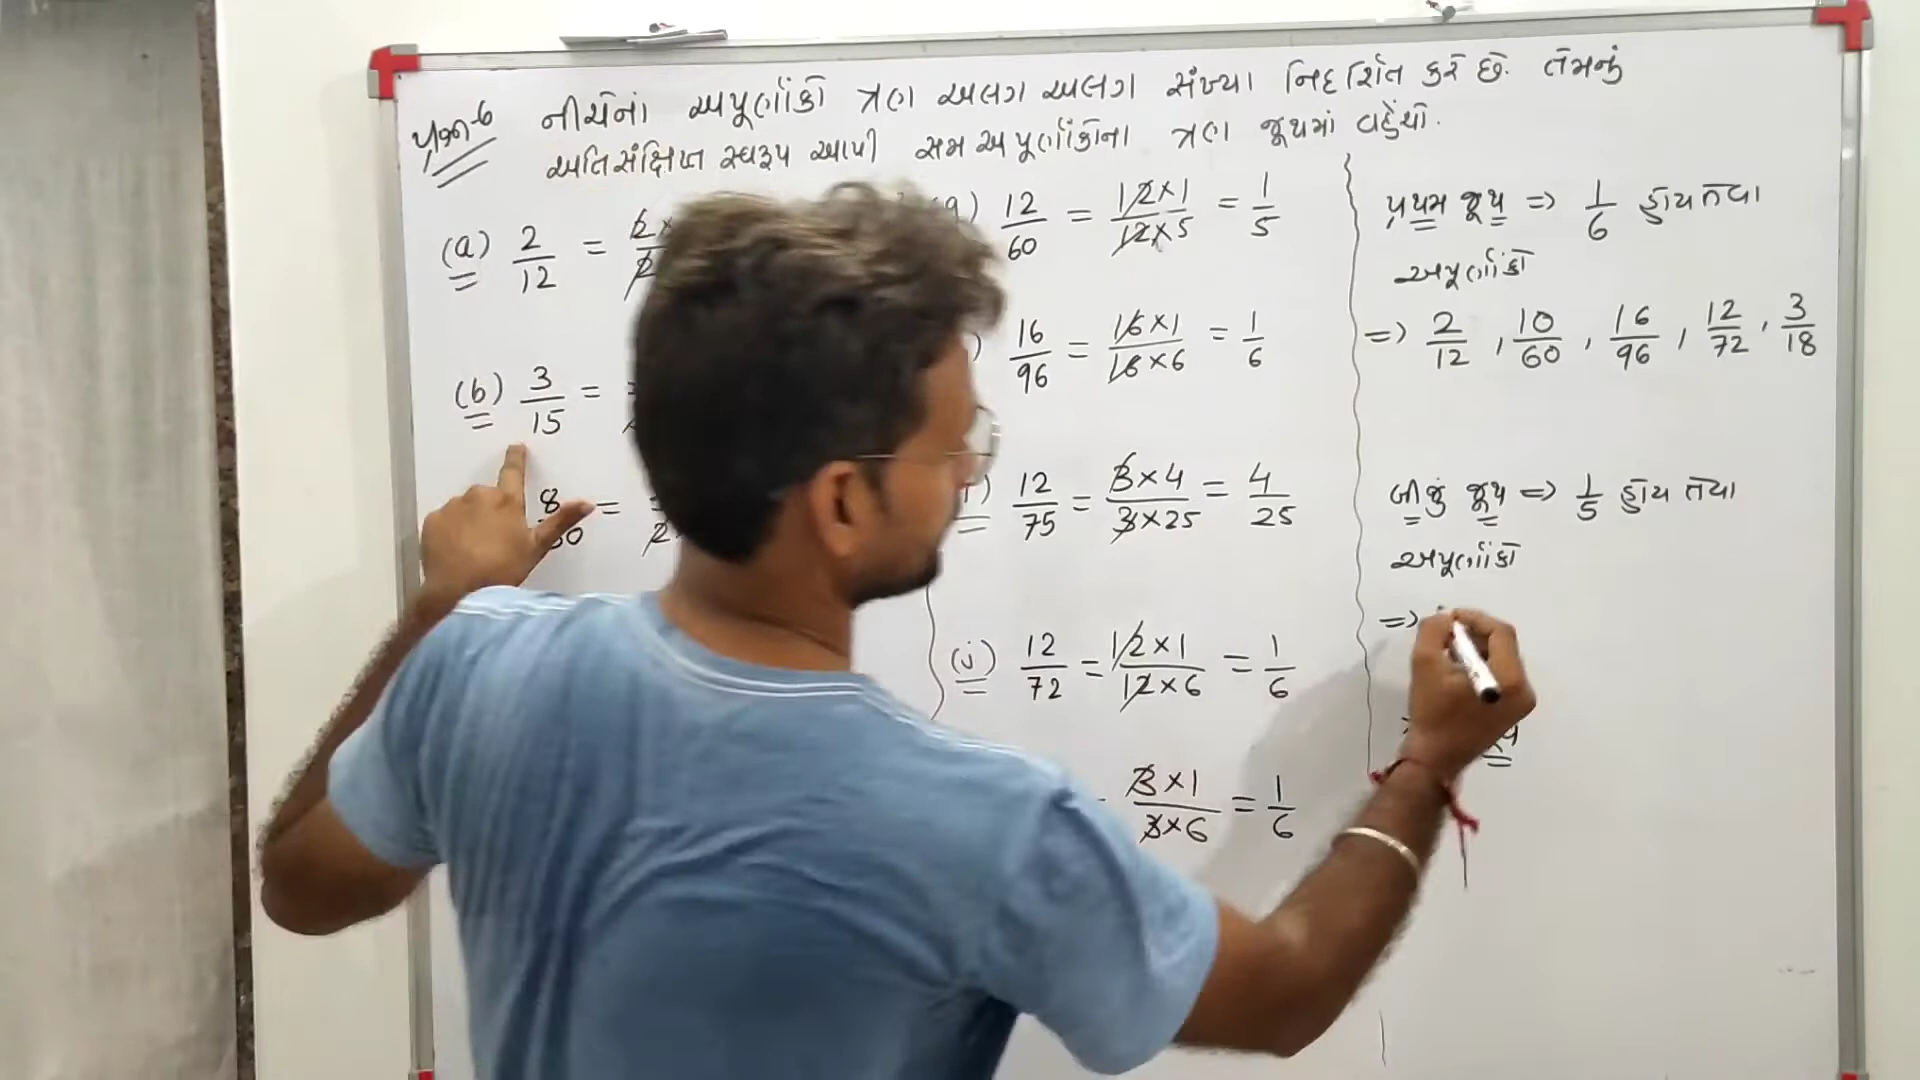 પ્રશ્ન-6 નીચેનાં અપૂર્ણાંકો ત્રણ અલગ અલગ સંખ્યા નિદર્શિત કરે છે. તેમનું
અતિસંક્ષિપ્ત સ્વરૂપ આપી સમઅપૂર્ણાંકોના ત્રણ જૂથમાં વહેંચો.
(a) 2/12 =
(b) 3/15 =
8
(g) 12/60 = 12×1/12×5 = 1/5
) 16/96 = 16×1/16×6 = 1/6
) 12/75 = 3×4/3×25 = 4/25
(j) 12/72 = 12×1/12×6 = 1/6
3×1/3×6 = 1/6
પ્રથમ જૂથ => 1/6 હોય તેવા
અપૂર્ણાંકો
=> 2/12 , 10/60 , 16/96 , 12/72 , 3/18
બીજું જૂથ => 1/5 હોય તેવા
અપૂર્ણાંકો
=>